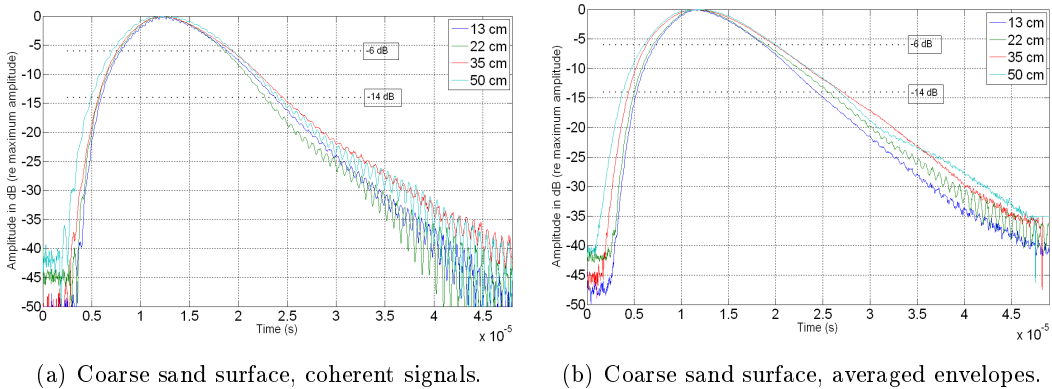 Amplitude in dB (re maximum amplitude)
0
-5
-10
-15
-20
-25
-30
-35
-40
-45
-50
-6 dB
-14 dB
13 cm
22 cm
35 cm
50 cm
0 0.5 1 1.5 2 2.5 3 3.5 4 4.5
Time (s)
x 10⁻⁵
(a) Coarse sand surface, coherent signals.
Amplitude in dB (re maximum amplitude)
0
-5
-10
-15
-20
-25
-30
-35
-40
-45
-50
-6 dB
-14 dB
13 cm
22 cm
35 cm
50 cm
0 0.5 1 1.5 2 2.5 3 3.5 4 4.5
Time (s)
x 10⁻⁵
(b) Coarse sand surface, averaged envelopes.